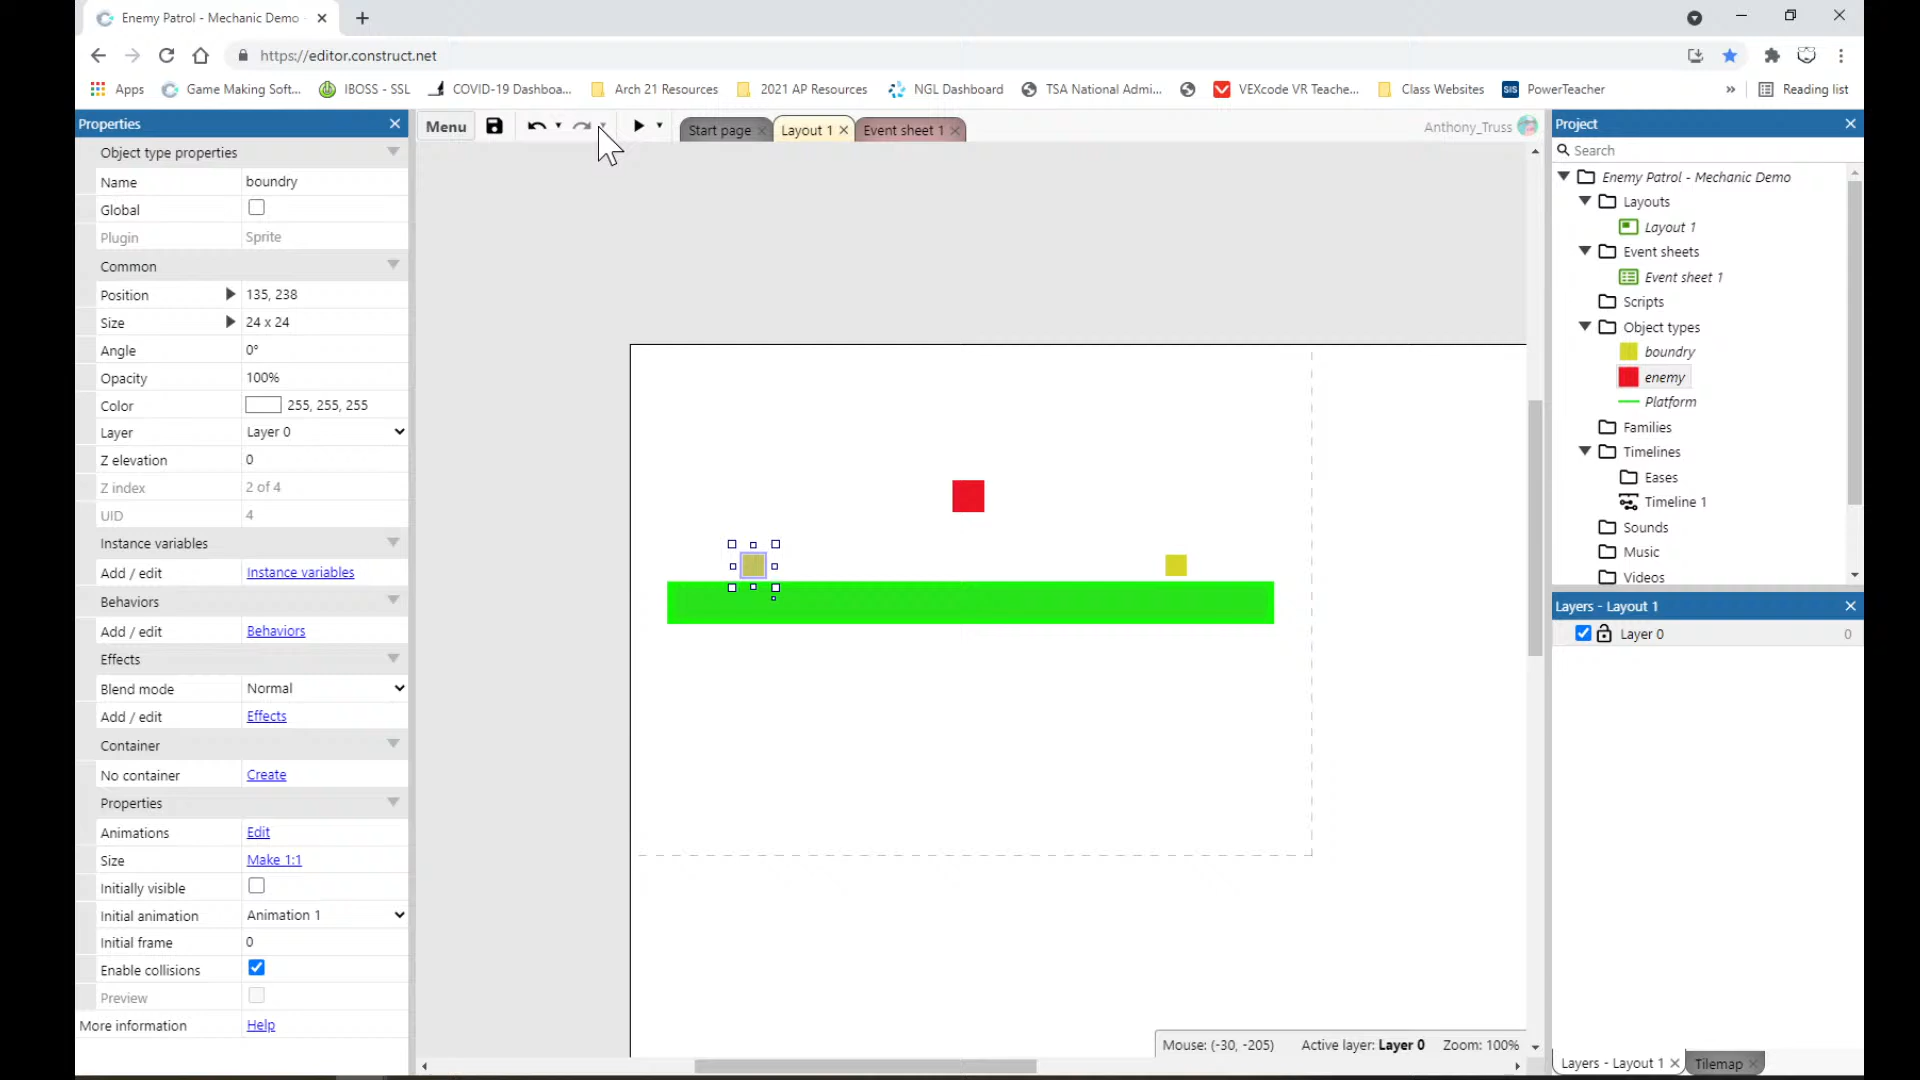 Enemy Patrol - Mechanic Demo
https://editor.construct.net
Apps Game Making Soft... IBOSS - SSL COVID-19 Dashboa... Arch 21 Resources 2021 AP Resources NGL Dashboard TSA National Admi... VEXcode VR Teache... Class Websites SIS PowerTeacher » Reading list
Properties
Object type properties
Name boundry
Global
Plugin Sprite
Common
Position 135, 238
Size 24 x 24
Angle 0°
Opacity 100%
Color 255, 255, 255
Layer Layer 0
Z elevation 0
Z index 2 of 4
UID 4
Instance variables
Add / edit Instance variables
Behaviors
Add / edit Behaviors
Effects
Blend mode Normal
Add / edit Effects
Container
No container Create
Properties
Animations Edit
Size Make 1:1
Initially visible
Initial animation Animation 1
Initial frame 0
Enable collisions
Preview
More information Help
Menu Start page Layout 1 Event sheet 1 Anthony_Truss
Mouse: (-30, -205) Active layer: Layer 0 Zoom: 100%
Project
Search
Enemy Patrol - Mechanic Demo
Layouts
Layout 1
Event sheets
Event sheet 1
Scripts
Object types
boundry
enemy
Platform
Families
Timelines
Eases
Timeline 1
Sounds
Music
Videos
Layers - Layout 1
Layer 0 0
Layers - Layout 1 Tilemap